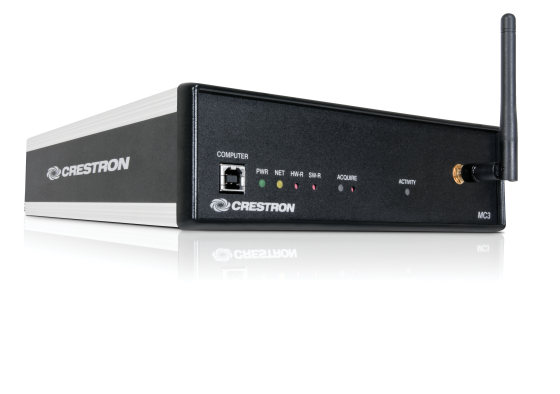 CRESTRON
COMPUTER
PWR NET HW-R SW-R ACQUIRE ACTIVITY
CRESTRON
MC3